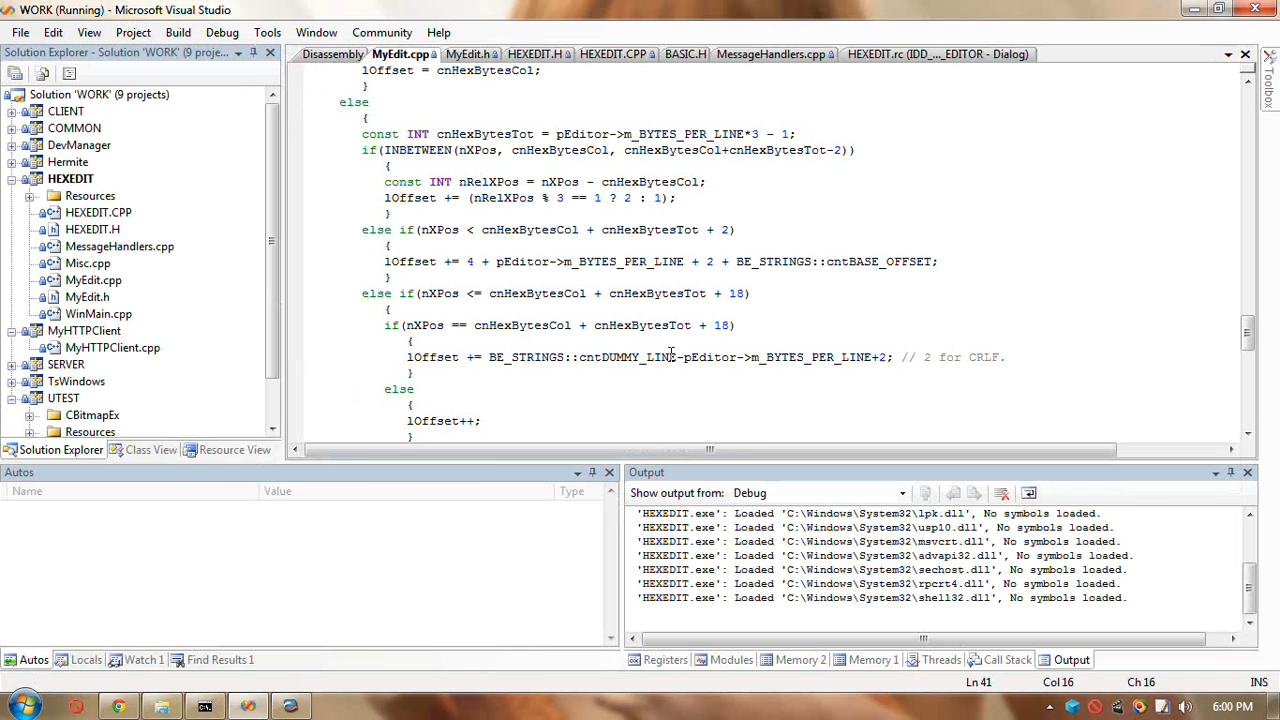 WORK (Running) - Microsoft Visual Studio
File Edit View Project Build Debug Tools Window Community Help
Solution Explorer - Solution 'WORK' (9 proje...
Disassembly MyEdit.cpp MyEdit.h HEXEDIT.H HEXEDIT.CPP BASIC.H MessageHandlers.cpp HEXEDIT.rc (IDD_..._EDITOR - Dialog)
Toolbox
Solution 'WORK' (9 projects)
CLIENT
COMMON
DevManager
Hermite
HEXEDIT
Resources
HEXEDIT.CPP
HEXEDIT.H
MessageHandlers.cpp
Misc.cpp
MyEdit.cpp
MyEdit.h
WinMain.cpp
MyHTTPClient
MyHTTPClient.cpp
SERVER
TsWindows
UTEST
CBitmapEx
Resources
Solution Explorer Class View Resource View
lOffset = cnHexBytesCol;
}
else
{
const INT cnHexBytesTot = pEditor->m_BYTES_PER_LINE*3 - 1;
if(INBETWEEN(nXPos, cnHexBytesCol, cnHexBytesCol+cnHexBytesTot-2))
{
const INT nRelXPos = nXPos - cnHexBytesCol;
lOffset += (nRelXPos % 3 == 1 ? 2 : 1);
}
else if(nXPos < cnHexBytesCol + cnHexBytesTot + 2)
{
lOffset += 4 + pEditor->m_BYTES_PER_LINE + 2 + BE_STRINGS::cntBASE_OFFSET;
}
else if(nXPos <= cnHexBytesCol + cnHexBytesTot + 18)
{
if(nXPos == cnHexBytesCol + cnHexBytesTot + 18)
{
lOffset += BE_STRINGS::cntDUMMY_LINE-pEditor->m_BYTES_PER_LINE+2; // 2 for CRLF.
}
else
{
lOffset++;
}
Autos
Name Value Type
Autos Locals Watch 1 Find Results 1
Output
Show output from: Debug
'HEXEDIT.exe': Loaded 'C:\Windows\System32\lpk.dll', No symbols loaded.
'HEXEDIT.exe': Loaded 'C:\Windows\System32\usp10.dll', No symbols loaded.
'HEXEDIT.exe': Loaded 'C:\Windows\System32\msvcrt.dll', No symbols loaded.
'HEXEDIT.exe': Loaded 'C:\Windows\System32\advapi32.dll', No symbols loaded.
'HEXEDIT.exe': Loaded 'C:\Windows\System32\sechost.dll', No symbols loaded.
'HEXEDIT.exe': Loaded 'C:\Windows\System32\rpcrt4.dll', No symbols loaded.
'HEXEDIT.exe': Loaded 'C:\Windows\System32\shell32.dll', No symbols loaded.
Registers Modules Memory 2 Memory 1 Threads Call Stack Output
Ln 41 Col 16 Ch 16 INS
6:00 PM